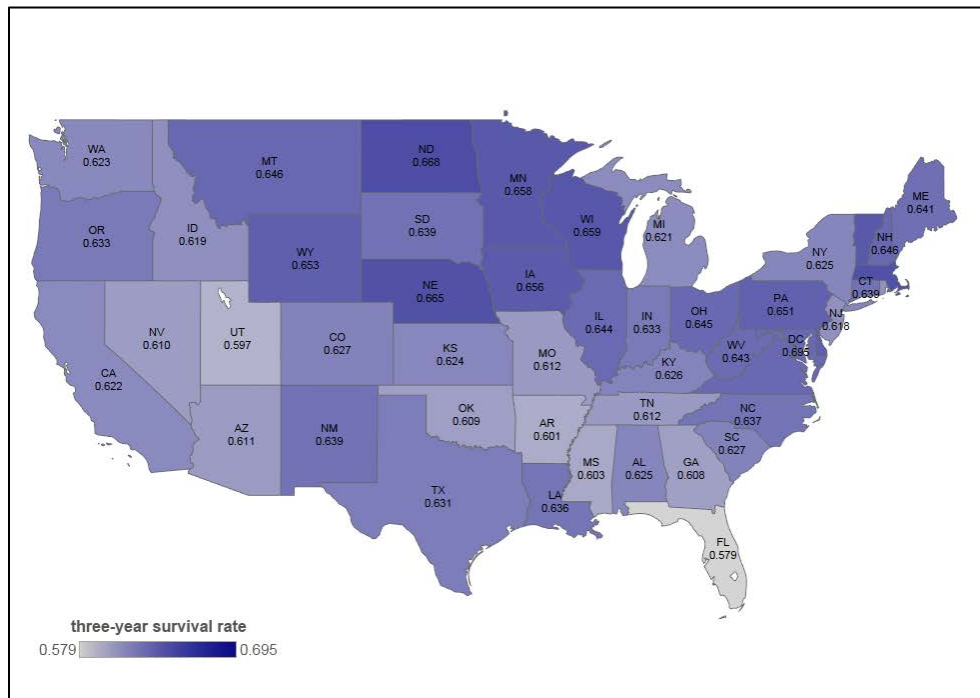 WA
0.623
MT
0.646
ND
0.668
MN
0.658
OR
0.633
ID
0.619
WY
0.653
SD
0.639
WI
0.659
MI
0.621
NY
0.625
ME
0.641
NH
0.646
CT
0.639
NV
0.610
UT
0.597
CO
0.627
NE
0.665
IA
0.656
IL
0.644
IN
0.633
OH
0.645
PA
0.651
NJ
0.618
CA
0.622
AZ
0.611
NM
0.639
KS
0.624
MO
0.612
KY
0.626
WV
0.643
DC
0.695
OK
0.609
AR
0.601
TN
0.612
NC
0.637
SC
0.627
TX
0.631
LA
0.636
MS
0.603
AL
0.625
GA
0.608
FL
0.579
three-year survival rate
0.579 0.695